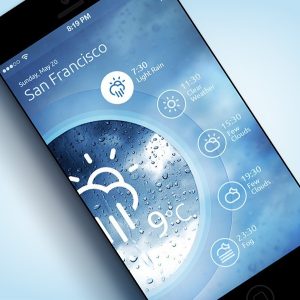 8:19 PM
Sunday, May 20
San Francisco
7:30
Light Rain
11:30
Clear
Weather
15:30
Few
Clouds
19:30
Few
Clouds
23:30
Fog
9°C